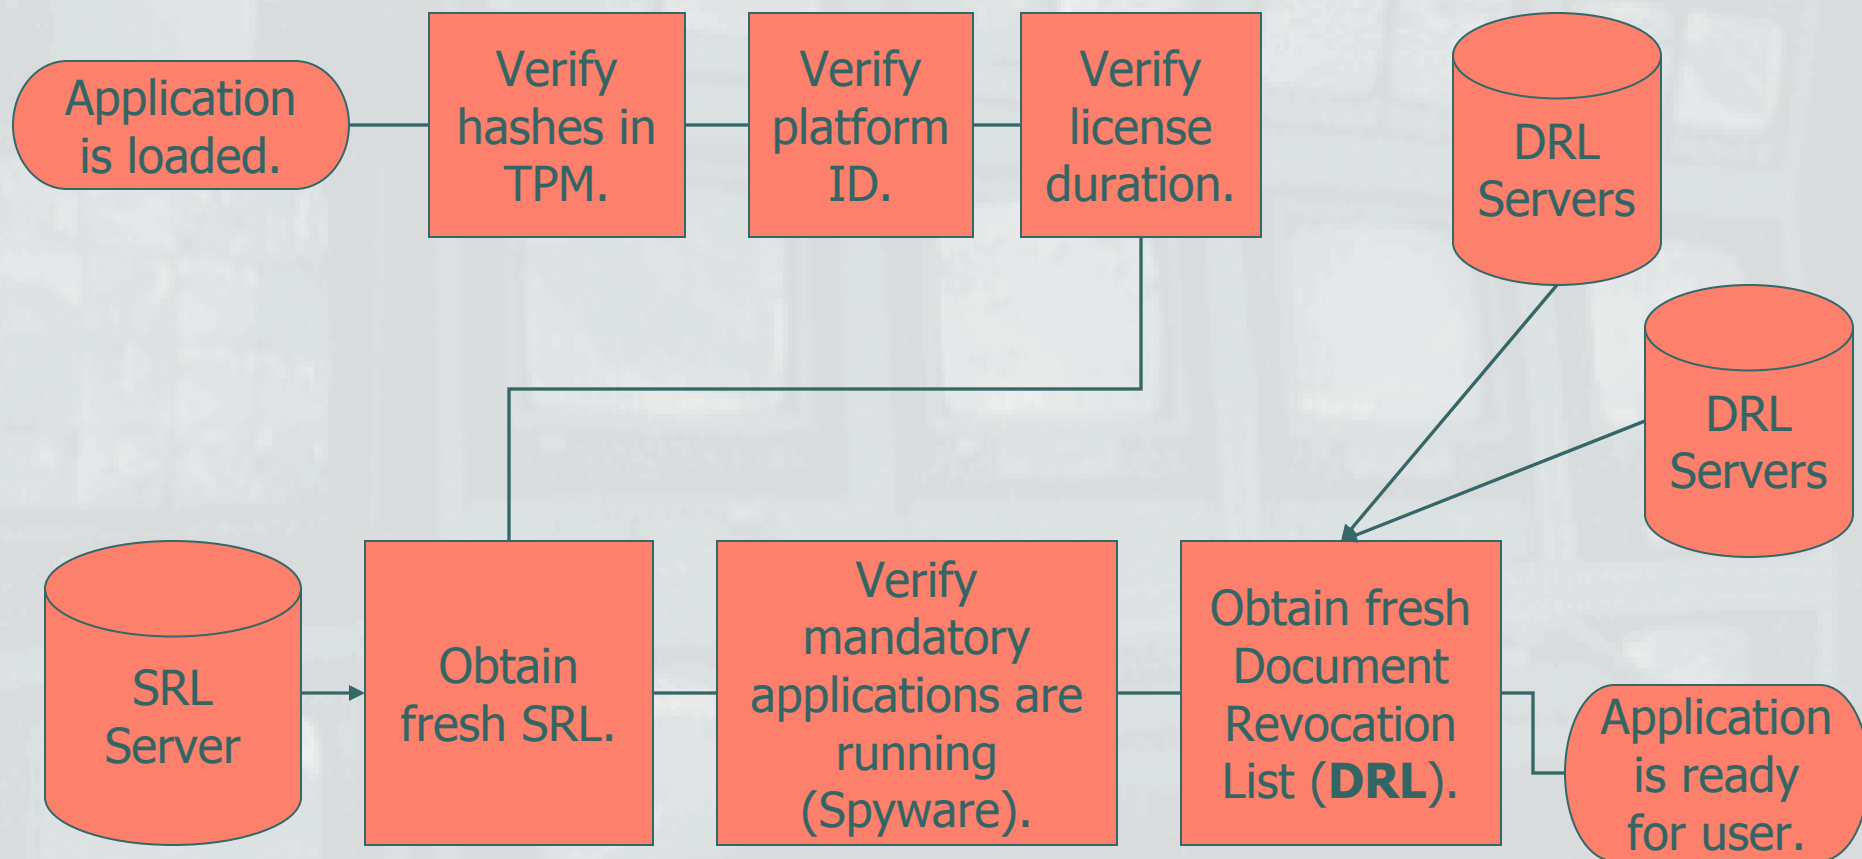 Application
is loaded.
Verify
hashes in
TPM.
Verify
platform
ID.
Verify
license
duration.
DRL
Servers
DRL
Servers
SRL
Server
Obtain
fresh SRL.
Verify
mandatory
applications are
running
(Spyware).
Obtain fresh
Document
Revocation
List (DRL).
Application
is ready
for user.